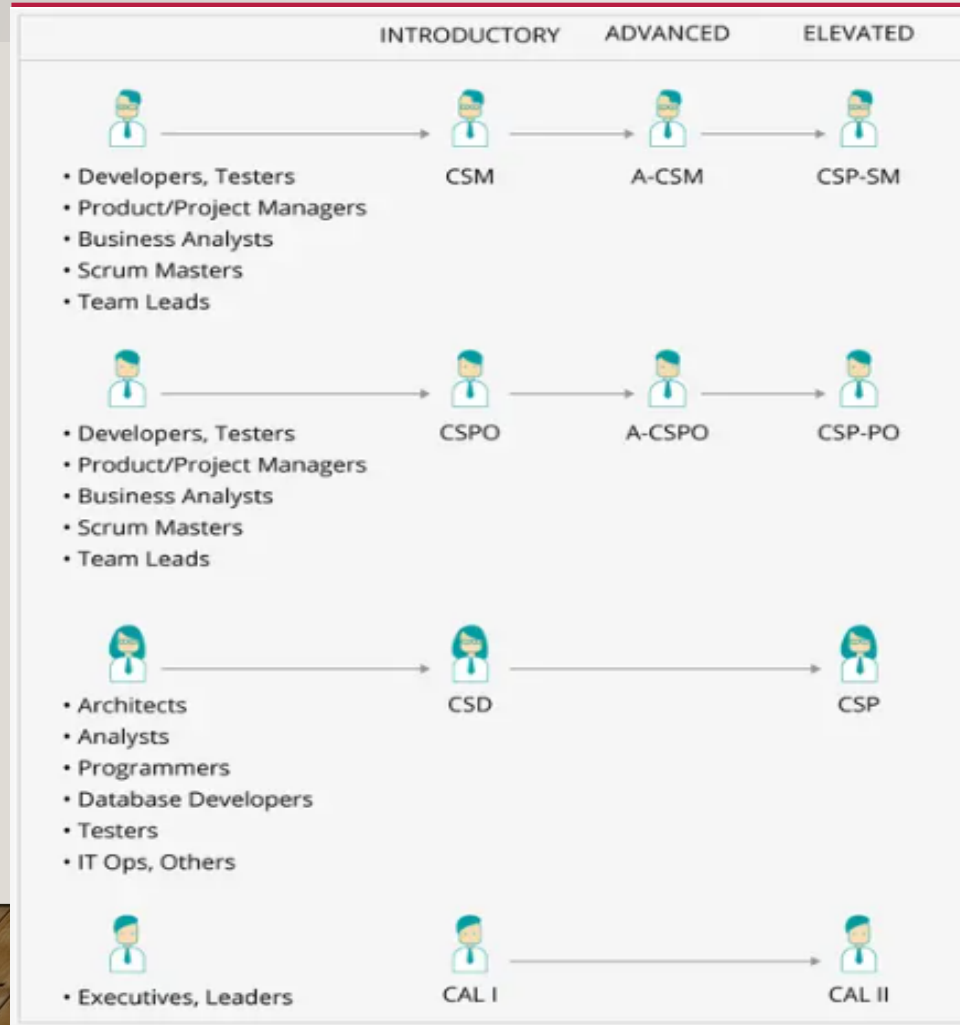 INTRODUCTORY ADVANCED ELEVATED
CSM A-CSM CSP-SM
• Developers, Testers
• Product/Project Managers
• Business Analysts
• Scrum Masters
• Team Leads
CSPO A-CSPO CSP-PO
• Developers, Testers
• Product/Project Managers
• Business Analysts
• Scrum Masters
• Team Leads
CSD CSP
• Architects
• Analysts
• Programmers
• Database Developers
• Testers
• IT Ops, Others
• Executives, Leaders CAL I CAL II